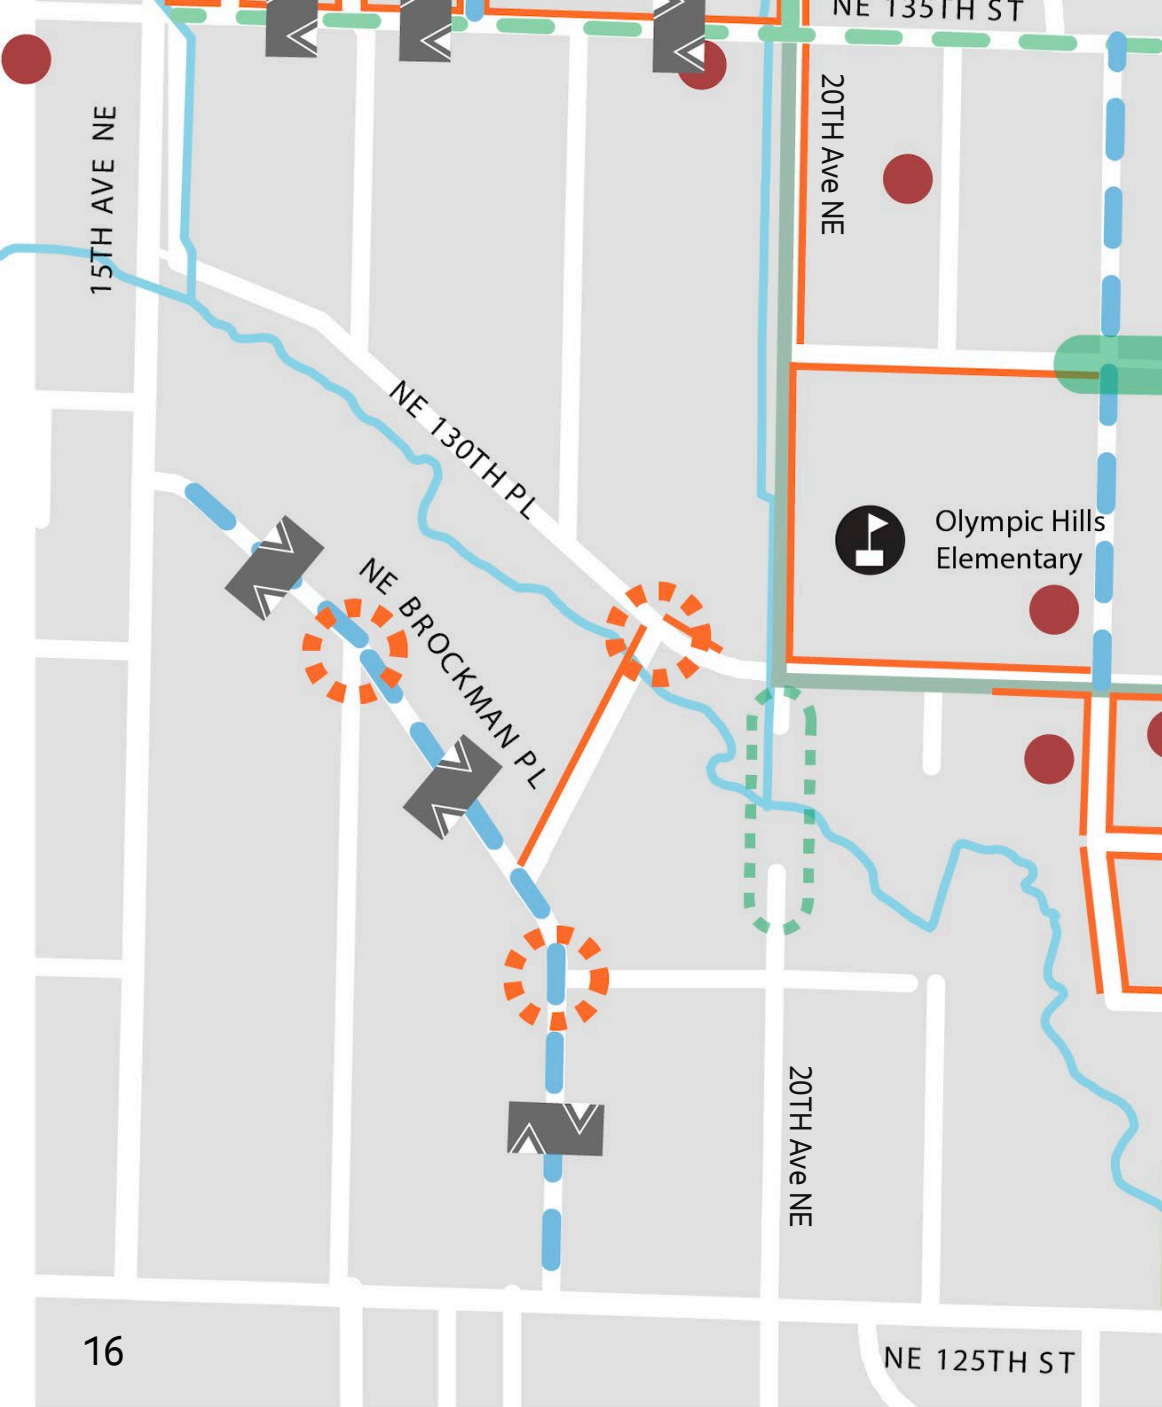 NE 135TH ST
15TH AVE NE
20TH Ave NE
NE 130TH PL
Olympic Hills
Elementary
NE BROCKMAN PL
20TH Ave NE
16
NE 125TH ST